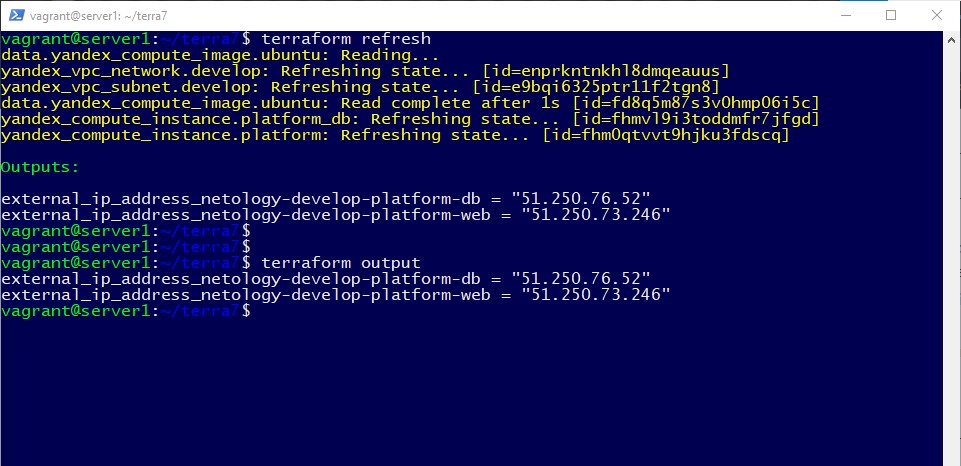 vagrant@server1: ~/terra7
vagrant@server1:~/terra7$ terraform refresh
data.yandex_compute_image.ubuntu: Reading...
yandex_vpc_network.develop: Refreshing state... [id=enprkntnkhl8dmqeauus]
yandex_vpc_subnet.develop: Refreshing state... [id=e9bqi6325ptr11f2tgn8]
data.yandex_compute_image.ubuntu: Read complete after 1s [id=fd8q5m87s3v0hmp06i5c]
yandex_compute_instance.platform_db: Refreshing state... [id=fhmvl9i3toddmfr7jfgd]
yandex_compute_instance.platform: Refreshing state... [id=fhm0qtvvt9hjku3fdscq]
Outputs:
external_ip_address_netology-develop-platform-db = "51.250.76.52"
external_ip_address_netology-develop-platform-web = "51.250.73.246"
vagrant@server1:~/terra7$
vagrant@server1:~/terra7$
vagrant@server1:~/terra7$ terraform output
external_ip_address_netology-develop-platform-db = "51.250.76.52"
external_ip_address_netology-develop-platform-web = "51.250.73.246"
vagrant@server1:~/terra7$